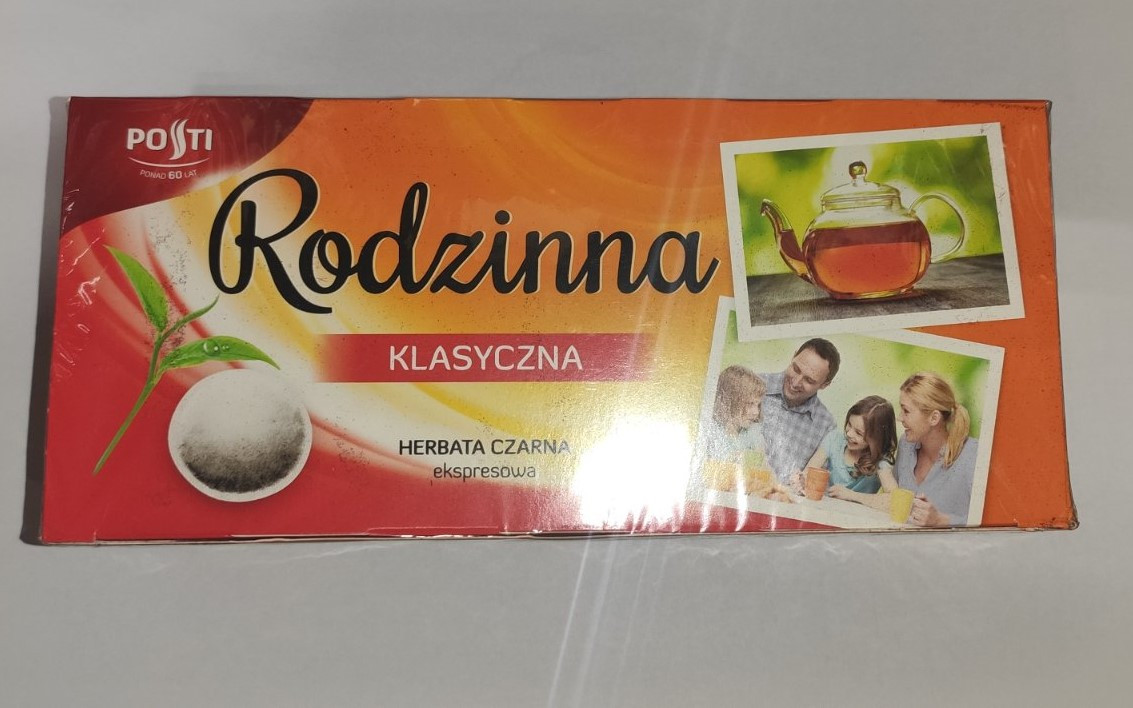 POSTI
PONAD 60 LAT
Rodzinna
KLASYCZNA
HERBATA CZARNA
ekspresowa